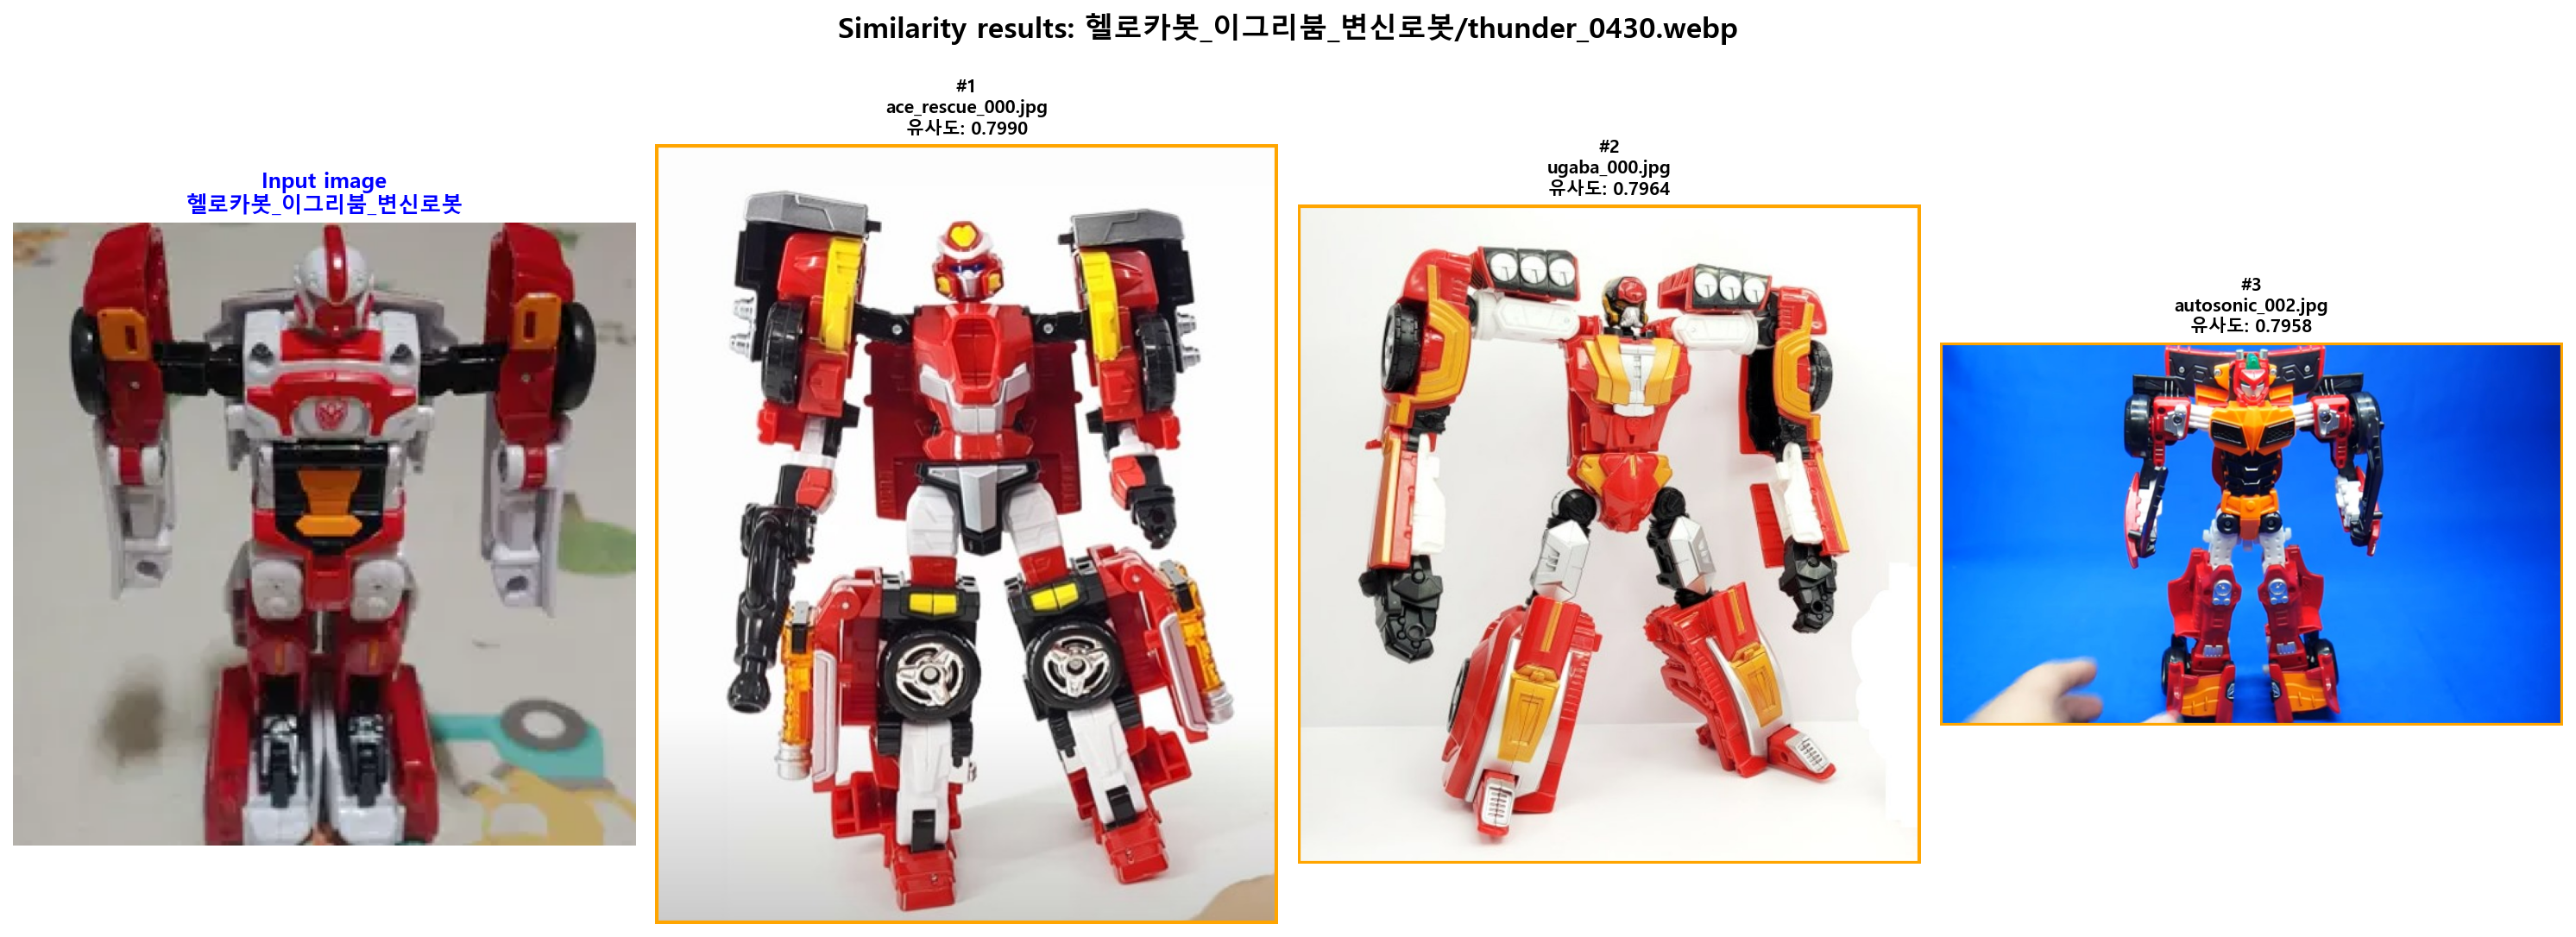 Similarity results: 헬로카봇_이그리붐_변신로봇/thunder_0430.webp
Input image
헬로카봇_이그리붐_변신로봇
#1
ace_rescue_000.jpg
유사도: 0.7990
#2
ugaba_000.jpg
유사도: 0.7964
#3
autosonic_002.jpg
유사도: 0.7958